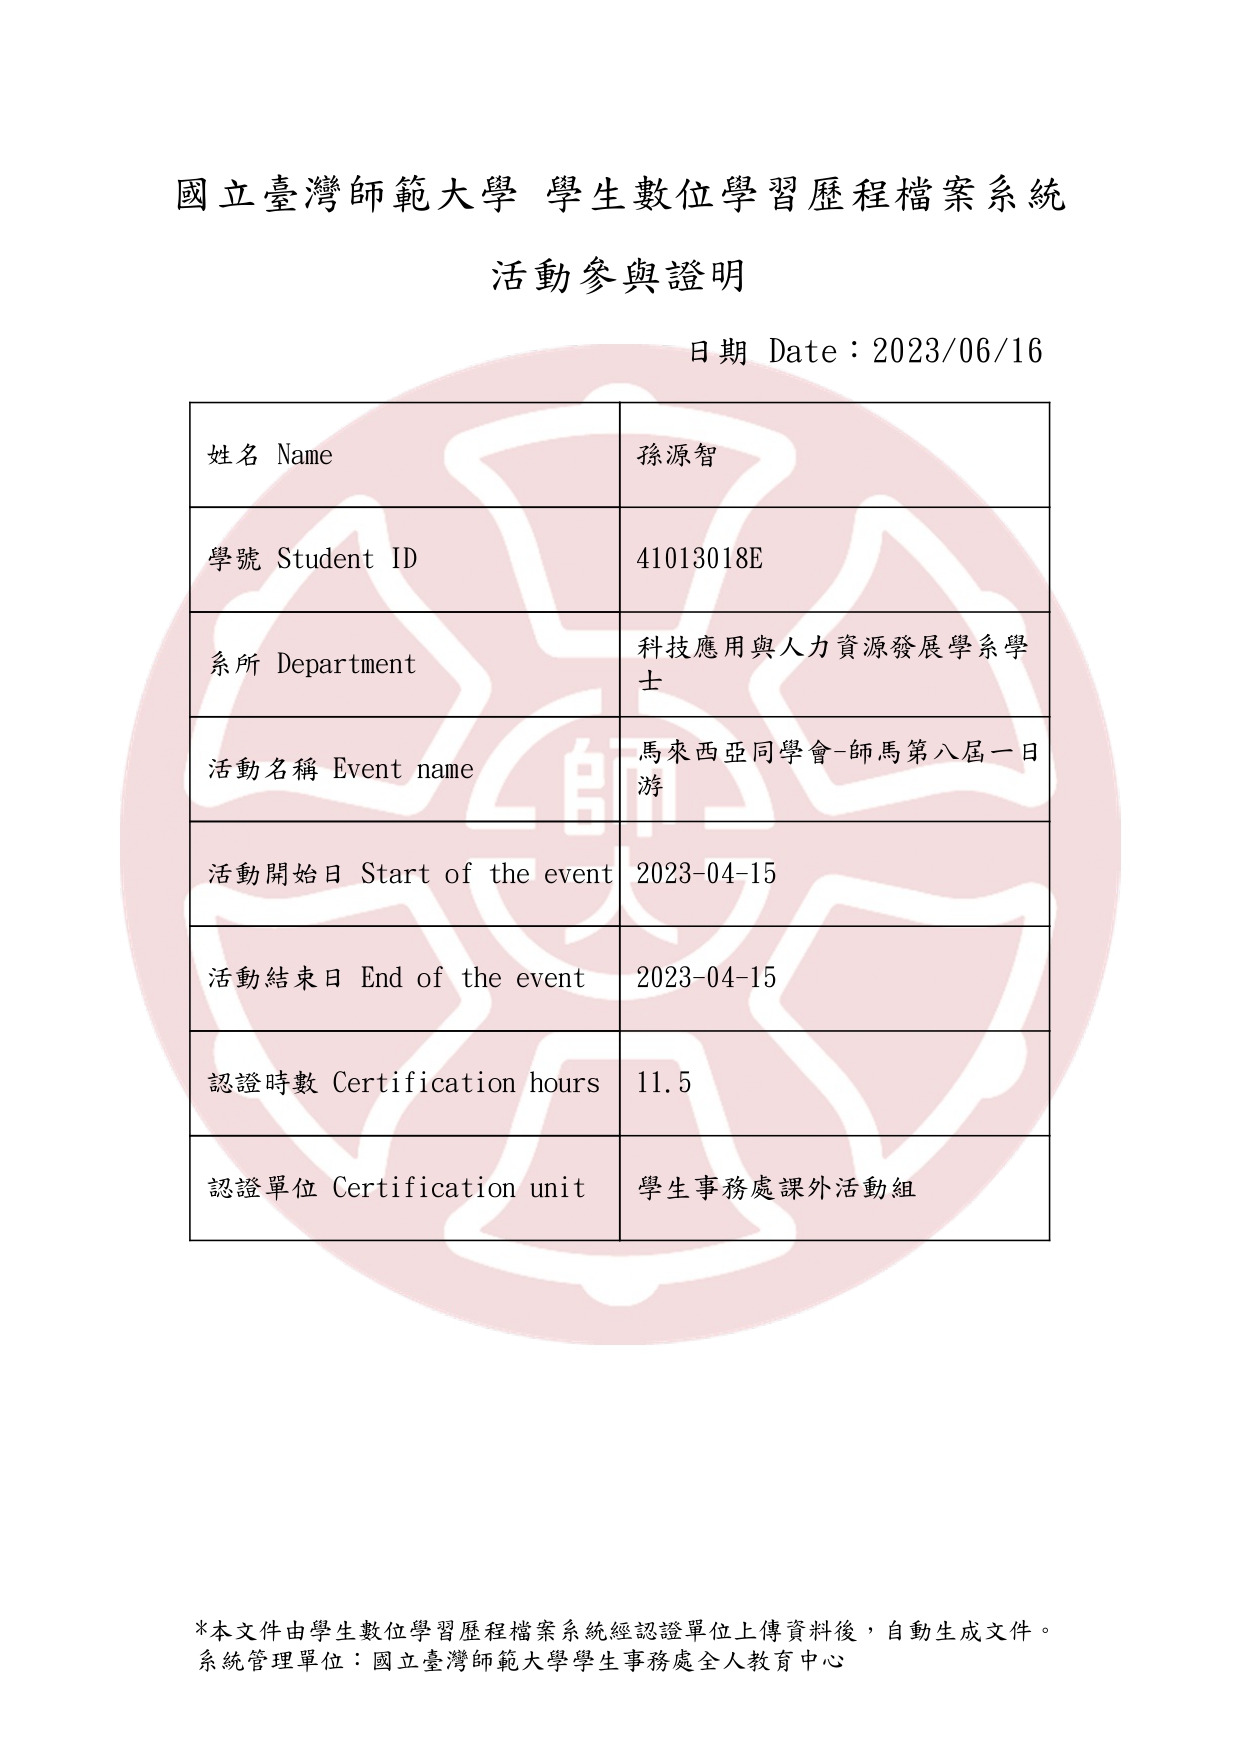 國立臺灣師範大學 學生數位學習歷程檔案系統
活動參與證明
日期 Date：2023/06/16
姓名 Name
孫源智
學號 Student ID
41013018E
系所 Department
科技應用與人力資源發展學系學
士
活動名稱 Event name
馬來西亞同學會-師馬第八屆一日
游
活動開始日 Start of the event
2023-04-15
活動結束日 End of the event
2023-04-15
認證時數 Certification hours
11.5
認證單位 Certification unit
學生事務處課外活動組
師大
*本文件由學生數位學習歷程檔案系統經認證單位上傳資料後，自動生成文件。
系統管理單位：國立臺灣師範大學學生事務處全人教育中心